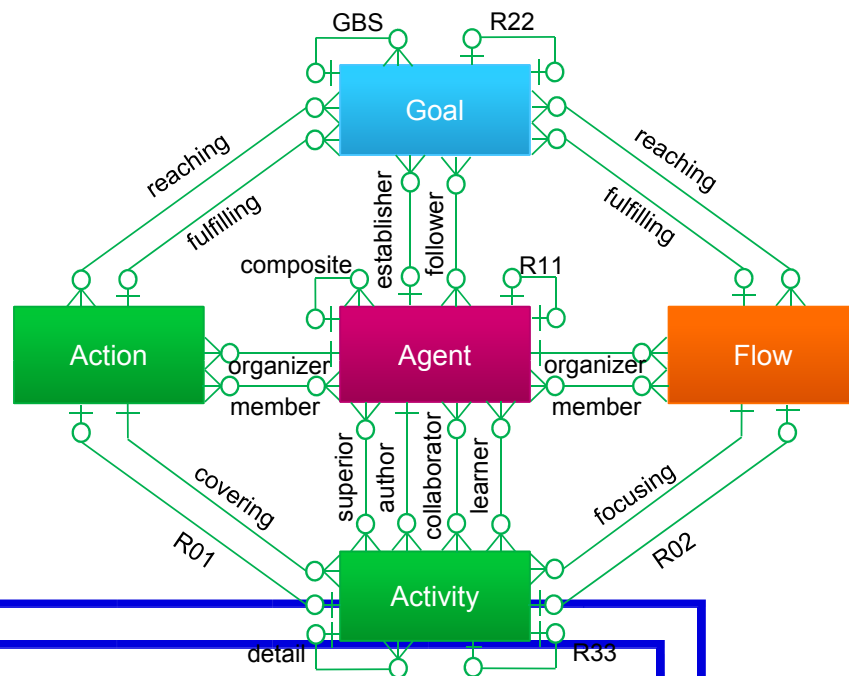 GBS
R22
Goal
reaching
fulfilling
establisher
follower
reaching
fulfilling
composite
R11
Action
Agent
Flow
organizer
member
organizer
member
superior
author
collaborator
learner
covering
R01
focusing
R02
Activity
detail
R33